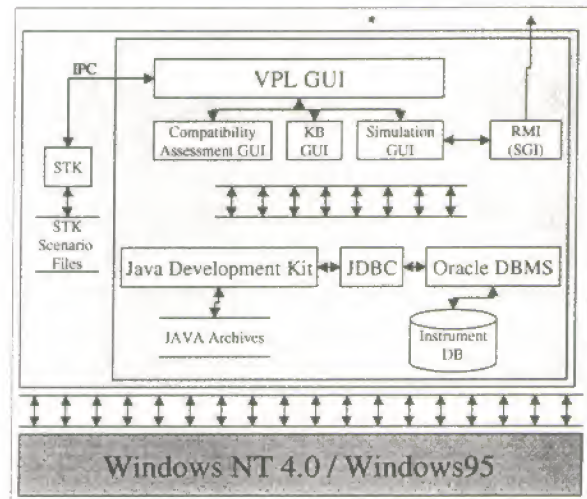 IPC
VPL GUI
Compatibility
Assessment GUI
KB
GUI
Simulation
GUI
RMI
(SGI)
STK
STK
Scenario
Files
Java Development Kit
JDBC
Oracle DBMS
JAVA Archives
Instrument
DB
Windows NT 4.0 / Windows95